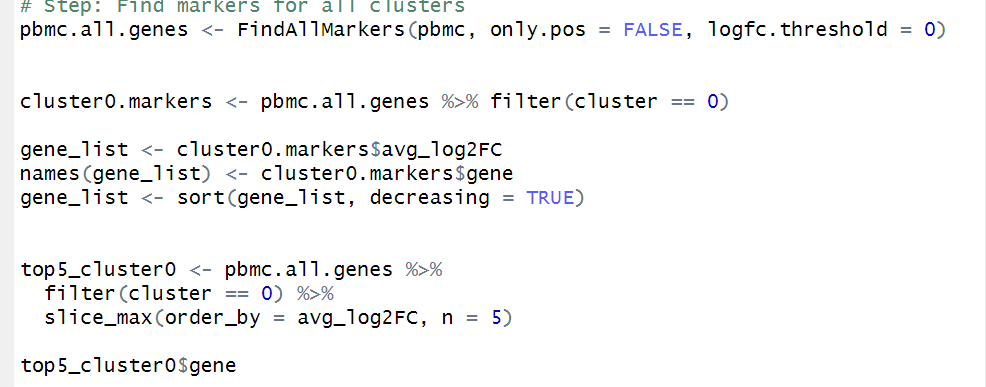 # Step: Find markers for all clusters
pbmc.all.genes <- FindAllMarkers(pbmc, only.pos = FALSE, logfc.threshold = 0)
cluster0.markers <- pbmc.all.genes %>% filter(cluster == 0)
gene_list <- cluster0.markers$avg_log2FC
names(gene_list) <- cluster0.markers$gene
gene_list <- sort(gene_list, decreasing = TRUE)
top5_cluster0 <- pbmc.all.genes %>%
  filter(cluster == 0) %>%
  slice_max(order_by = avg_log2FC, n = 5)
top5_cluster0$gene